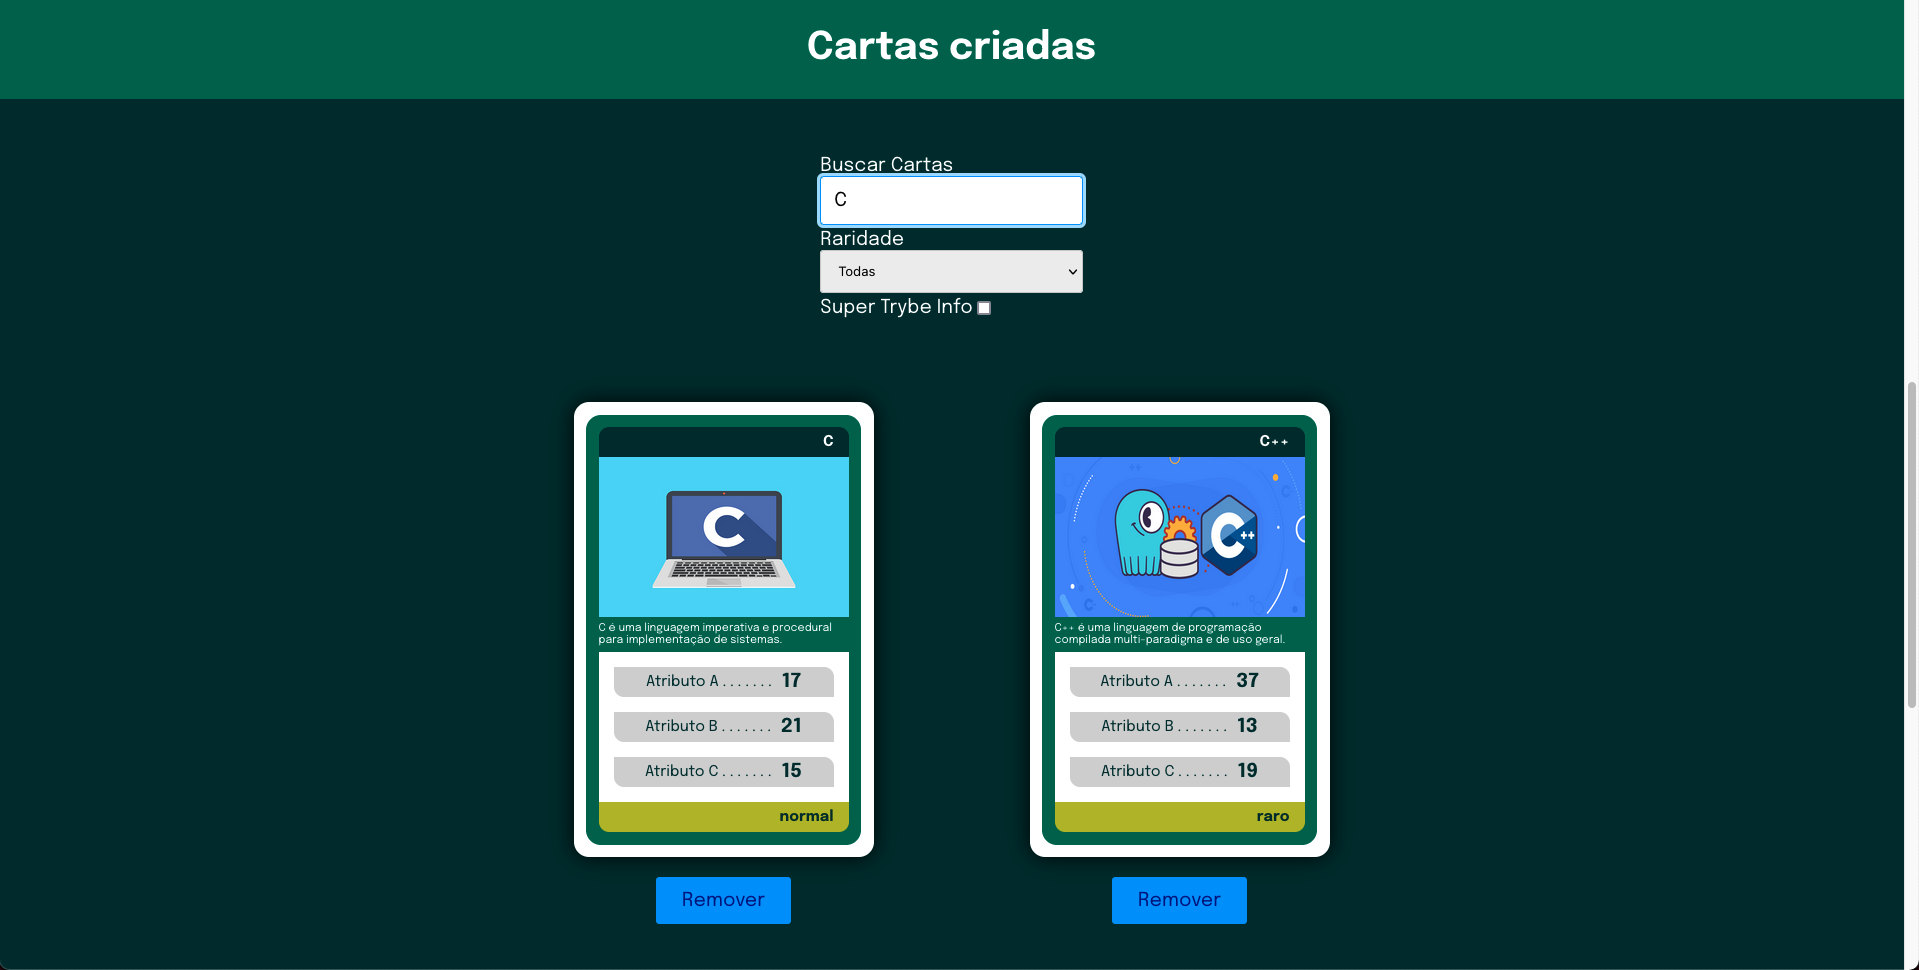 Cartas criadas
Buscar Cartas
C
Raridade
Todas
Super Trybe Info
C
C
C é uma linguagem imperativa e procedural
para implementação de sistemas.
Atributo A . . . . . . . 17
Atributo B . . . . . . . 21
Atributo C . . . . . . . 15
normal
Remover
C++
C++
C++ é uma linguagem de programação
compilada multi-paradigma e de uso geral.
Atributo A . . . . . . . 37
Atributo B . . . . . . . 13
Atributo C . . . . . . . 19
raro
Remover